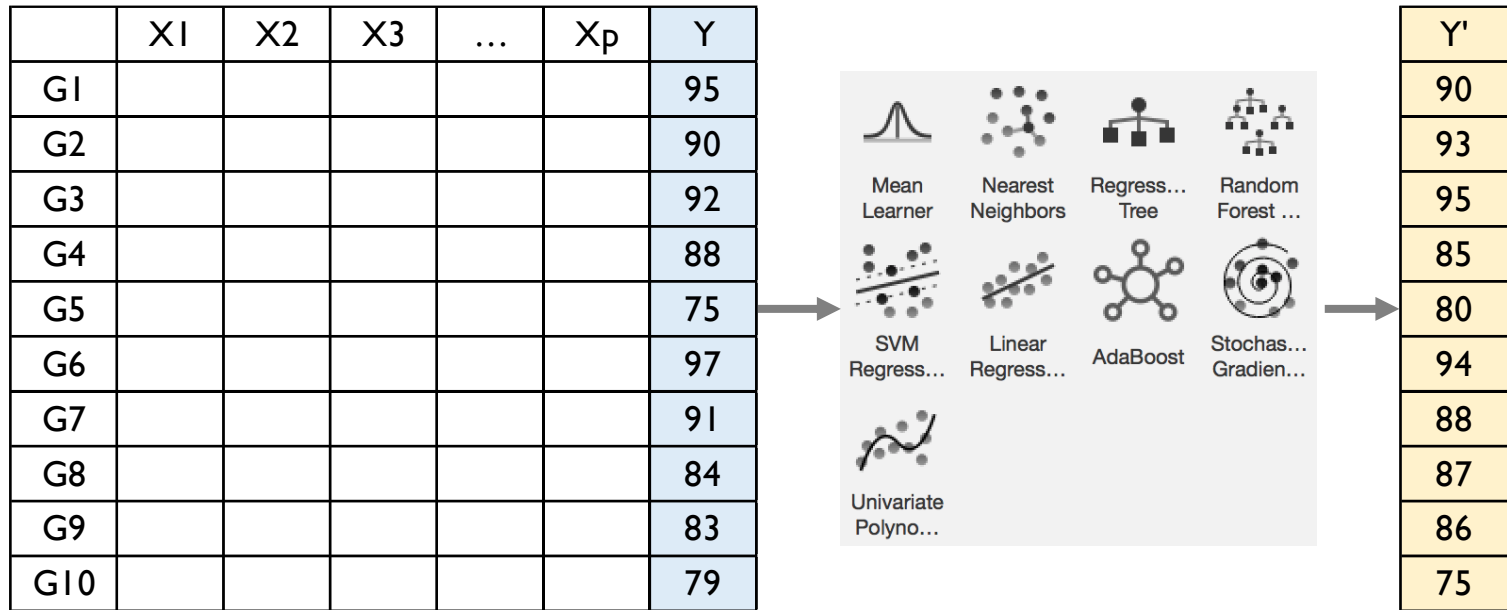 X1 X2 X3 … Xp Y
G1 95
G2 90
G3 92
G4 88
G5 75
G6 97
G7 91
G8 84
G9 83
G10 79
Mean Nearest Regress… Random
Learner Neighbors Tree Forest …
SVM Linear AdaBoost Stochas…
Regress… Regress… Gradien…
Univariate
Polyno…
Y'
90
93
95
85
80
94
88
87
86
75